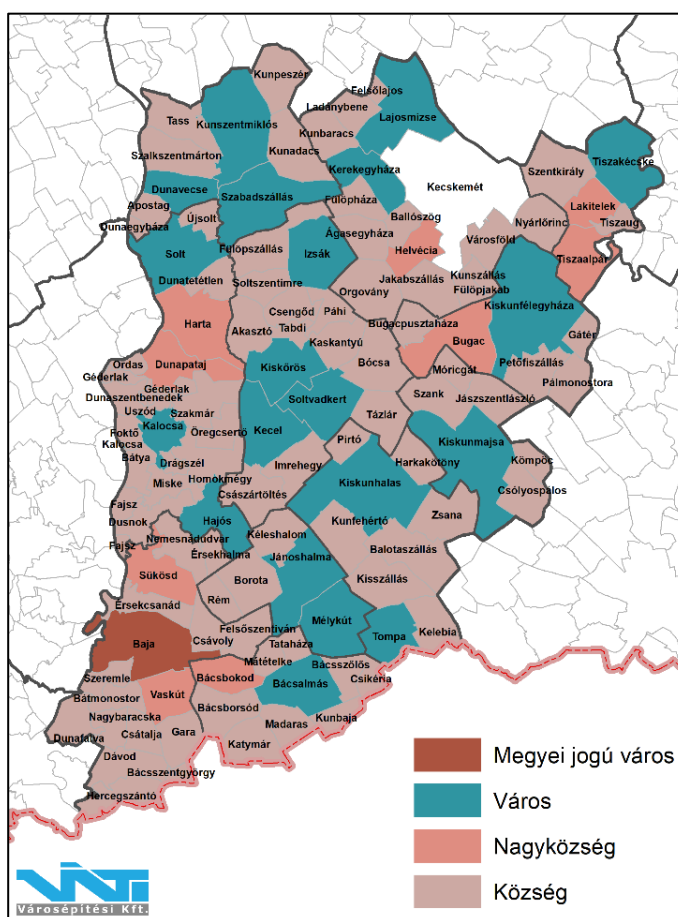 Kunpeszér
Felsőlajos
Ladánybene
Tass
Kunszentmiklós
Lajosmizse
Kunbaracs
Szalkszentmárton
Kunadacs
Tiszakécske
Kerekegyháza
Szentkirály
Dunavecse
Szabadszállás
Kecskemét
Fülöpháza
Lakitelek
Apostag
Újsolt
Ballószög
Nyárlőrinc
Tiszaug
Dunaegyháza
Ágasegyháza
Városföld
Solt
Fülöpszállás
Izsák
Helvécia
Tiszaalpár
Dunatetétlen
Soltszentimre
Jakabszállás
Kunszállás
Orgovány
Fülöpjakab
Csengőd
Páhi
Kiskunfélegyháza
Harta
Akasztó
Tabdi
Bugacpusztaháza
Kaskantyú
Bugac
Gátér
Ordas
Dunapataj
Kiskőrös
Bócsa
Petőfiszállás
Géderlak
Móricgát
Géderlak
Szank
Jászszentlászló
Pálmonostora
Dunaszentbenedek
Soltvadkert
Uszód
Szakmár
Tázlár
Kalocsa
Öregcsertő
Kecel
Foktő
Pirtó
Kiskunmajsa
Kalocsa
Bátya
Drágszél
Imrehegy
Harkakötöny
Kömpöc
Homokmégy
Miske
Császártöltés
Kiskunhalas
Csólyospálos
Fajsz
Hajós
Zsana
Dusnok
Kunfehértó
Nemesnádudvar
Kéleshalom
Fajsz
Érsekhalma
Jánoshalma
Balotaszállás
Sükösd
Borota
Kisszállás
Érsekcsanád
Rém
Felsőszentiván
Mélykút
Baja
Csávoly
Tataháza
Tompa
Kelebia
Mátételke
Szeremle
Bácsszőlős
Bácsbokod
Csikéria
Bátmonostor
Vaskút
Bácsalmás
Nagybaracska
Bácsborsód
Kunbaja
Dunafalva
Csátalja
Gara
Madaras
Katymár
Dávod
Bácsszentgyörgy
Hercegszántó
Megyei jogú város
Város
Nagyközség
Község
VÁTI
Városépítési Kft.